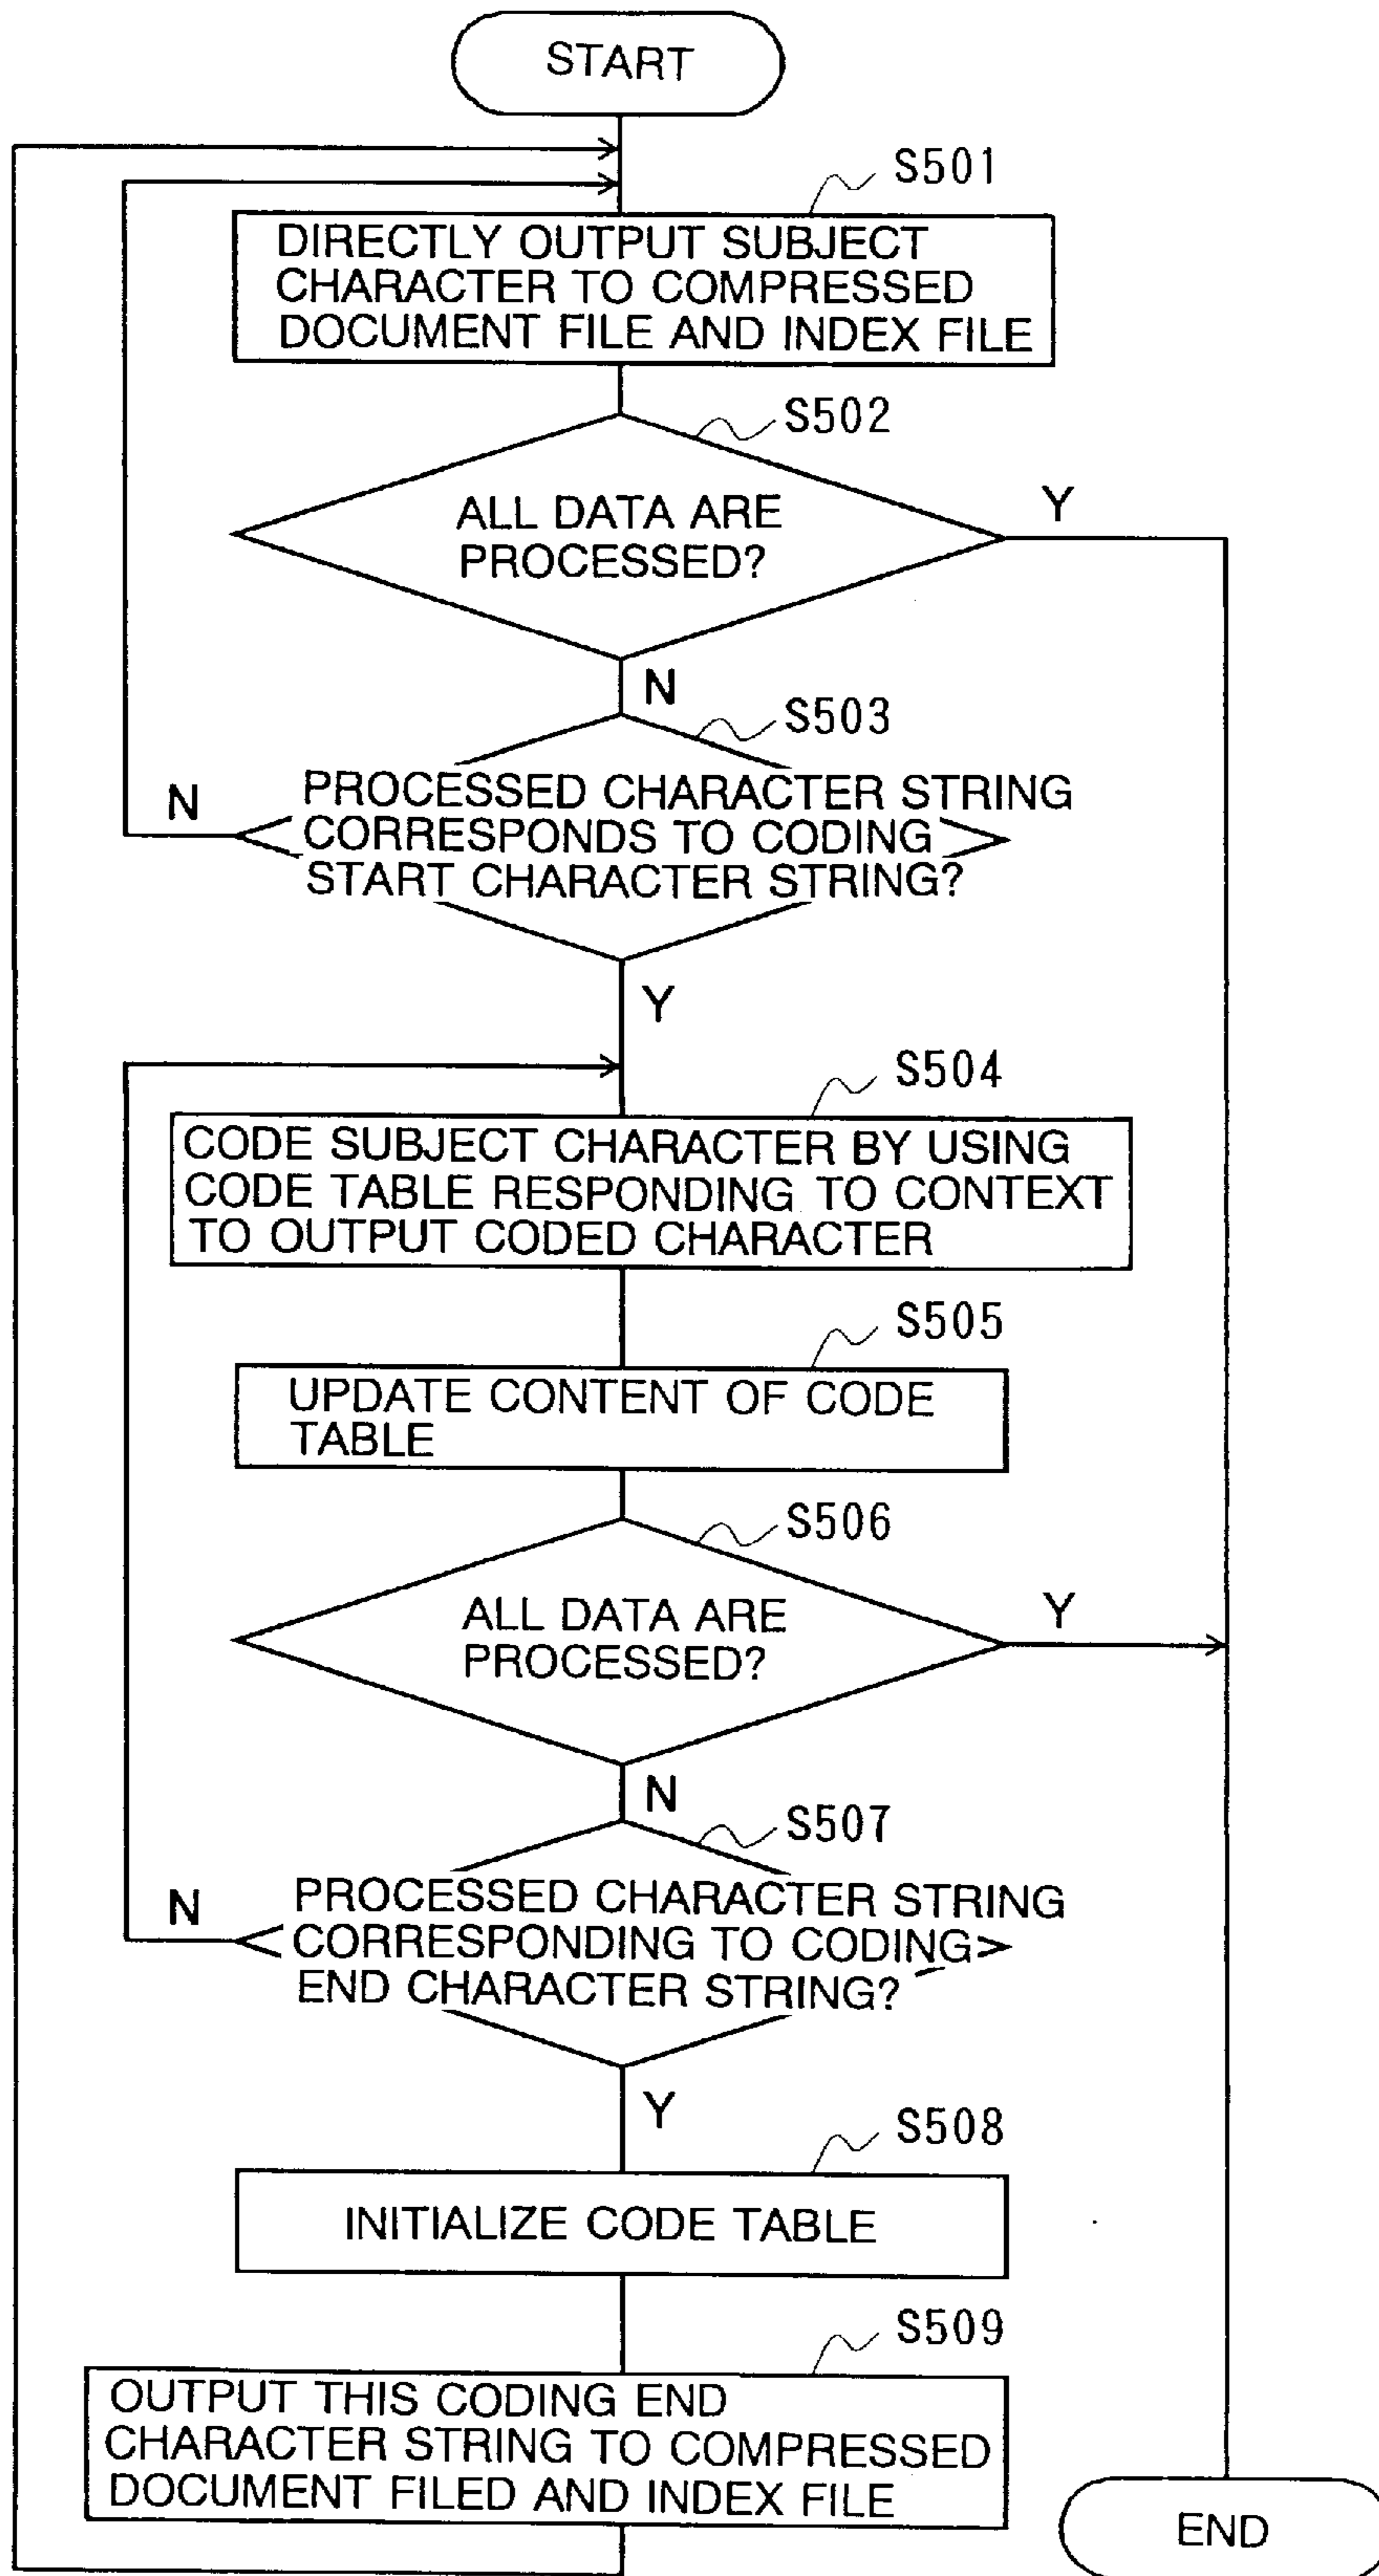 START
S501
DIRECTLY OUTPUT SUBJECT
CHARACTER TO COMPRESSED
DOCUMENT FILE AND INDEX FILE
S502
ALL DATA ARE
PROCESSED?
Y
N
S503
PROCESSED CHARACTER STRING
CORRESPONDS TO CODING
START CHARACTER STRING?
N
Y
S504
CODE SUBJECT CHARACTER BY USING
CODE TABLE RESPONDING TO CONTEXT
TO OUTPUT CODED CHARACTER
S505
UPDATE CONTENT OF CODE
TABLE
S506
ALL DATA ARE
PROCESSED?
Y
N
S507
PROCESSED CHARACTER STRING
CORRESPONDING TO CODING
END CHARACTER STRING?
N
Y
S508
INITIALIZE CODE TABLE
S509
OUTPUT THIS CODING END
CHARACTER STRING TO COMPRESSED
DOCUMENT FILED AND INDEX FILE
END